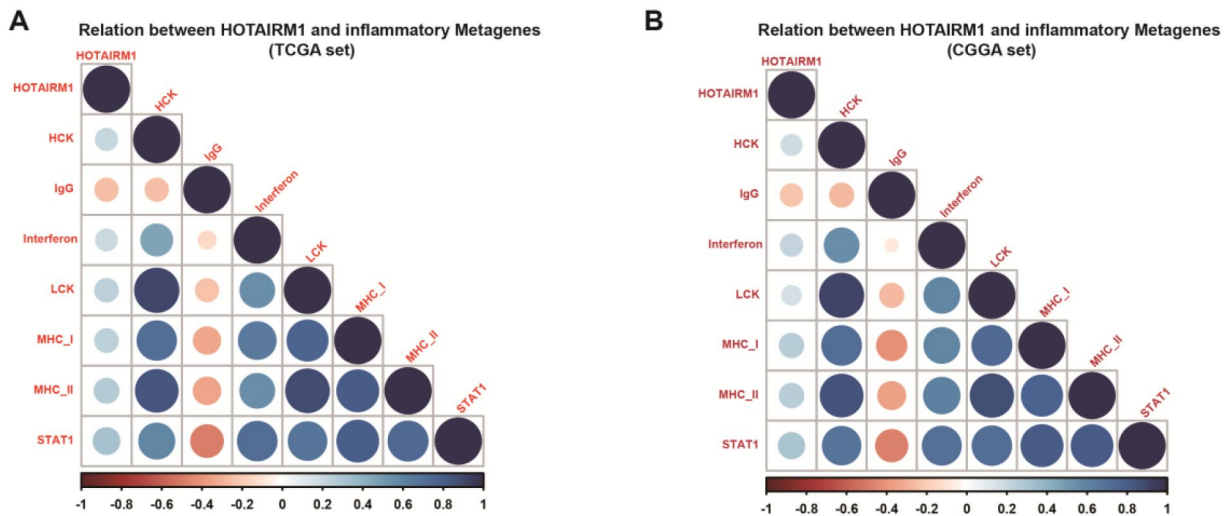 A
Relation between HOTAIRM1 and inflammatory Metagenes
(TCGA set)
HOTAIRM1
HOTAIRM1
HCK
HCK
IgG
IgG
Interferon
Interferon
LCK
LCK
MHC_I
MHC_I
MHC_II
MHC_II
STAT1
STAT1
-1 -0.8 -0.6 -0.4 -0.2 0 0.2 0.4 0.6 0.8 1
B
Relation between HOTAIRM1 and inflammatory Metagenes
(CGGA set)
HOTAIRM1
HOTAIRM1
HCK
HCK
IgG
IgG
Interferon
Interferon
LCK
LCK
MHC_I
MHC_I
MHC_II
MHC_II
STAT1
STAT1
-1 -0.8 -0.6 -0.4 -0.2 0 0.2 0.4 0.6 0.8 1